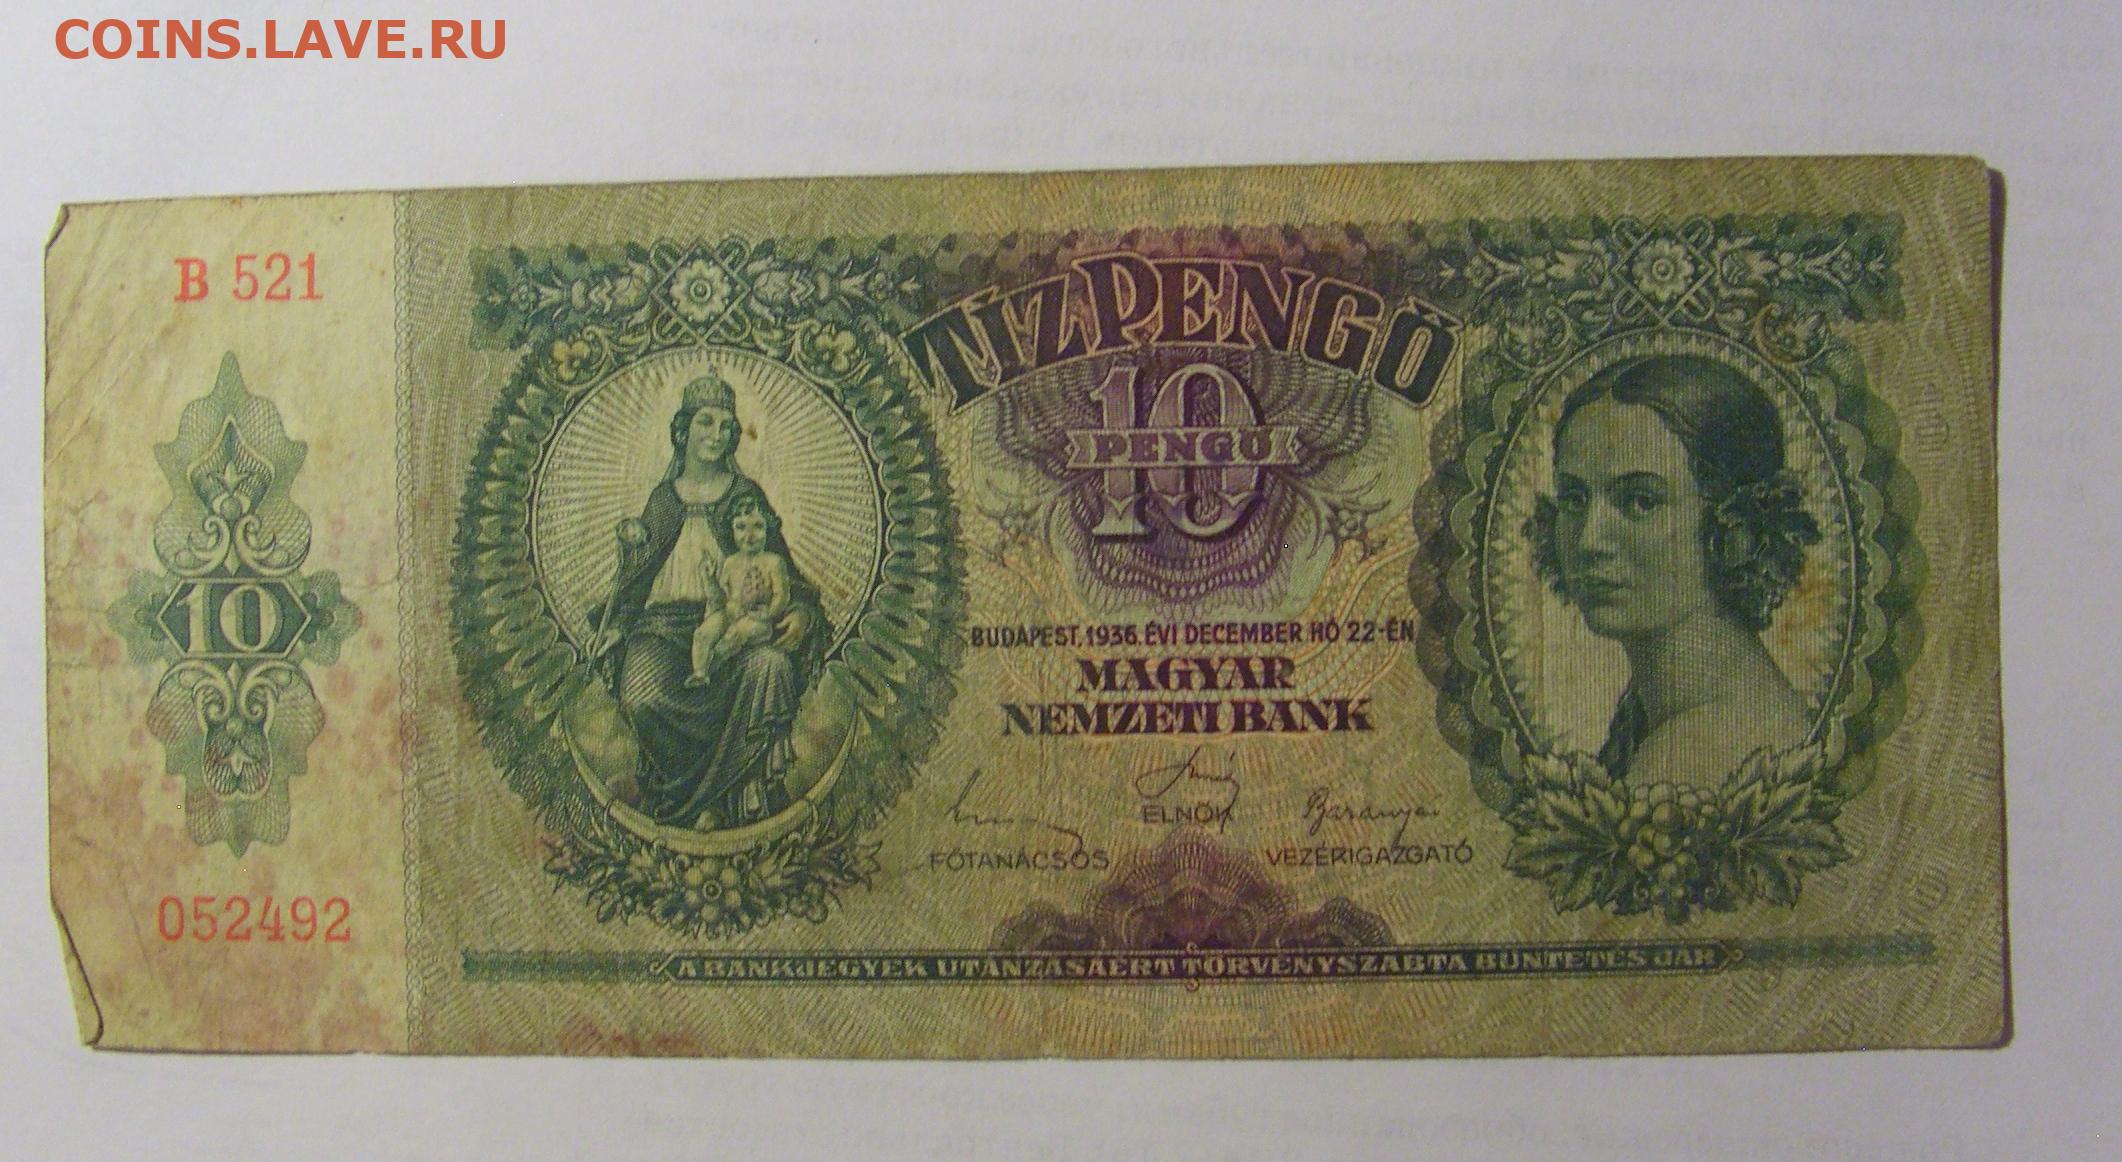 COINS.LAVE.RU
B 521
TÍZPENGŐ
10
PENGŐ
10
BUDAPEST, 1936. ÉVI DECEMBER HÓ 22-ÉN
MAGYAR
NEMZETI BANK
ELNÖK
Baranyai
FŐTANÁCSOS
VEZÉRIGAZGATÓ
052492
A BANKJEGYEK UTÁNZÁSÁÉRT TÖRVÉNYSZABTA BÜNTETÉS JÁR